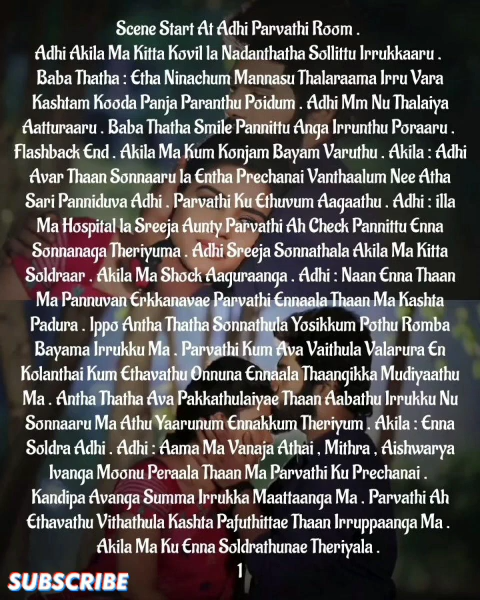 Scene Start At Adhi Parvathi Room .
Adhi Akila Ma Kitta Kovil la Nadanthatha Sollittu Irrukkaaru .
Baba Thatha : Etha Ninachum Mannasu Thalaraama Irru Vara
Kashtam Kooda Panja Paranthu Poidum . Adhi Mm Nu Thalaiya
Aatturaaru . Baba Thatha Smile Pannittu Anga Irrunthu Poraaru .
Flashback End . Akila Ma Kum Konjam Bayam Varuthu . Akila : Adhi
Avar Thaan Sonnaaru la Entha Prechanai Vanthaalum Nee Atha
Sari Panniduva Adhi . Parvathi Ku Ethuvum Aagaathu . Adhi : illa
Ma Hospital la Sreeja Aunty Parvathi Ah Check Pannittu Enna
Sonnanaga Theriyuma . Adhi Sreeja Sonnathala Akila Ma Kitta
Soldraar . Akila Ma Shock Aaguraanga . Adhi : Naan Enna Thaan
Ma Pannuvan Erkkanavae Parvathi Ennaala Thaan Ma Kashta
Padura . Ippo Antha Thatha Sonnathula Yosikkum Pothu Romba
Bayama Irrukku Ma . Parvathi Kum Ava Vaithula Valarura En
Kolanthai Kum Ethavathu Onnuna Ennaala Thaangikka Mudiyaathu
Ma . Antha Thatha Ava Pakkathulaiyae Thaan Aabathu Irrukku Nu
Sonnaaru Ma Athu Yaarunum Ennakkum Theriyum . Akila : Enna
Soldra Adhi . Adhi : Aama Ma Vanaja Athai , Mithra , Aishwarya
Ivanga Moonu Peraala Thaan Ma Parvathi Ku Prechanai .
Kandipa Avanga Summa Irrukka Maattaanga Ma . Parvathi Ah
Ethavathu Vithathula Kashta Pafuthittae Thaan Irruppaanga Ma .
Akila Ma Ku Enna Soldrathunae Theriyala .
1
SUBSCRIBE